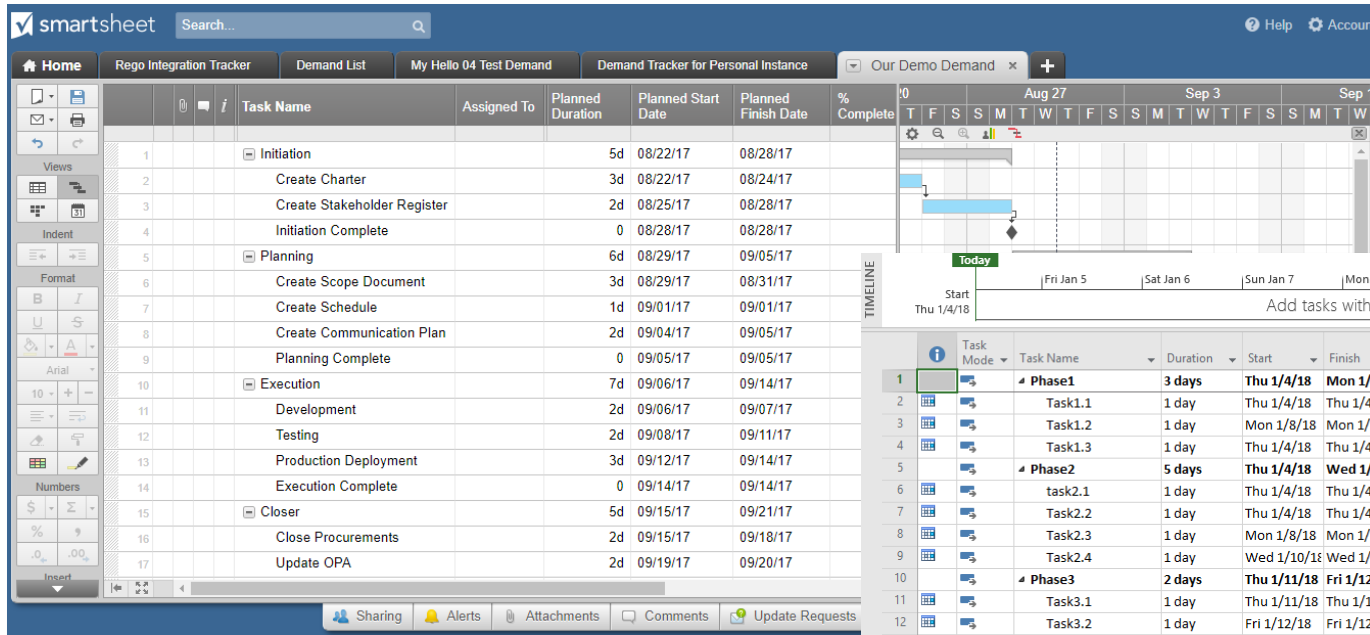 smartsheet Search... Help Accoun
Home Rego Integration Tracker Demand List My Hello 04 Test Demand Demand Tracker for Personal Instance Our Demo Demand × +
Task Name Assigned To Planned Duration Planned Start Date Planned Finish Date % Complete
20 Aug 27 Sep 3 Sep 1
T F S S M T W T F S S M T W T F S S M T W
Views
Indent
Format
B I
U S
A
Arial
10 + −
Numbers
$ Σ
% ,
.0 .00
Insert
31
1 Initiation 5d 08/22/17 08/28/17
2 Create Charter 3d 08/22/17 08/24/17
3 Create Stakeholder Register 2d 08/25/17 08/28/17
4 Initiation Complete 0 08/28/17 08/28/17
5 Planning 6d 08/29/17 09/05/17
6 Create Scope Document 3d 08/29/17 08/31/17
7 Create Schedule 1d 09/01/17 09/01/17
8 Create Communication Plan 2d 09/04/17 09/05/17
9 Planning Complete 0 09/05/17 09/05/17
10 Execution 7d 09/06/17 09/14/17
11 Development 2d 09/06/17 09/07/17
12 Testing 2d 09/08/17 09/11/17
13 Production Deployment 3d 09/12/17 09/14/17
14 Execution Complete 0 09/14/17 09/14/17
15 Closer 5d 09/15/17 09/21/17
16 Close Procurements 2d 09/15/17 09/18/17
17 Update OPA 2d 09/19/17 09/20/17
Sharing Alerts Attachments Comments Update Requests
TIMELINE
Today
Fri Jan 5 Sat Jan 6 Sun Jan 7 Mon
Start
Thu 1/4/18
Add tasks with
Task Mode Task Name Duration Start Finish
1 Phase1 3 days Thu 1/4/18 Mon 1/
2 Task1.1 1 day Thu 1/4/18 Thu 1/4
3 Task1.2 1 day Mon 1/8/18 Mon 1/
4 Task1.3 1 day Thu 1/4/18 Thu 1/4
5 Phase2 5 days Thu 1/4/18 Wed 1/
6 task2.1 1 day Thu 1/4/18 Thu 1/4
7 Task2.2 1 day Thu 1/4/18 Thu 1/4
8 Task2.3 1 day Mon 1/8/18 Mon 1/
9 Task2.4 1 day Wed 1/10/18 Wed 1/
10 Phase3 2 days Thu 1/11/18 Fri 1/12
11 Task3.1 1 day Thu 1/11/18 Thu 1/1
12 Task3.2 1 day Fri 1/12/18 Fri 1/12